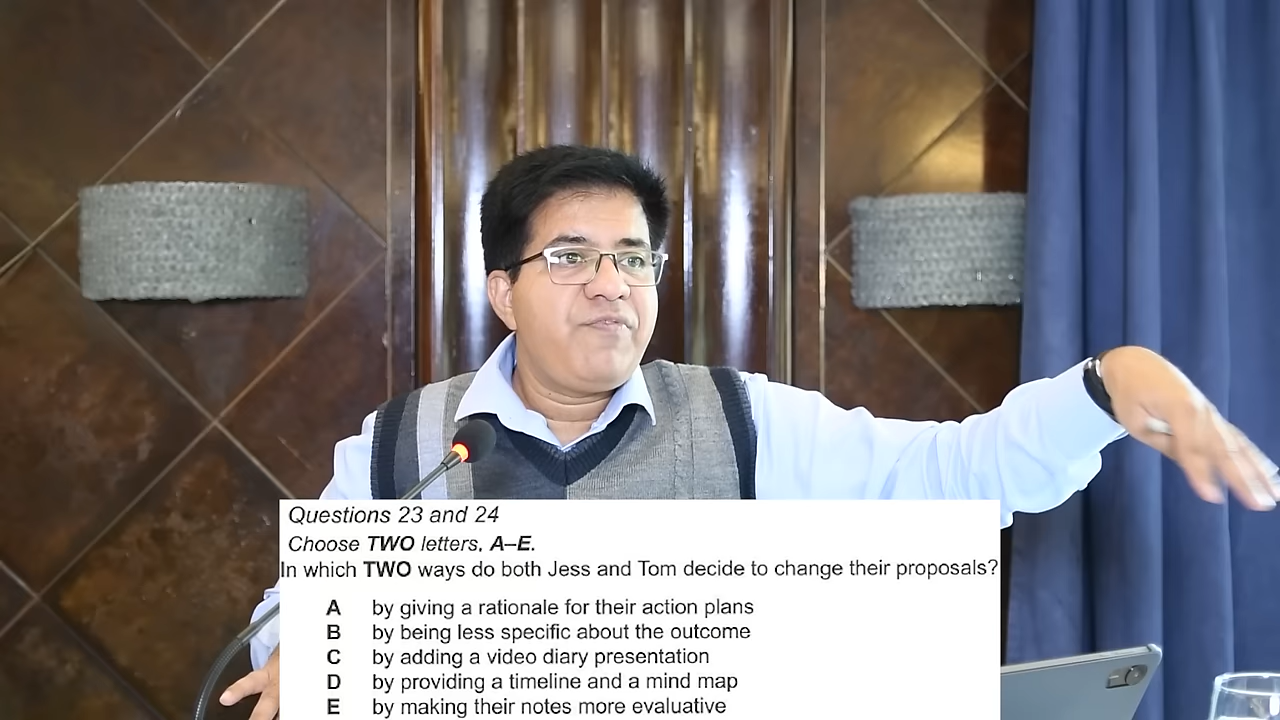 Questions 23 and 24
Choose TWO letters, A–E.
In which TWO ways do both Jess and Tom decide to change their proposals?
A by giving a rationale for their action plans
B by being less specific about the outcome
C by adding a video diary presentation
D by providing a timeline and a mind map
E by making their notes more evaluative